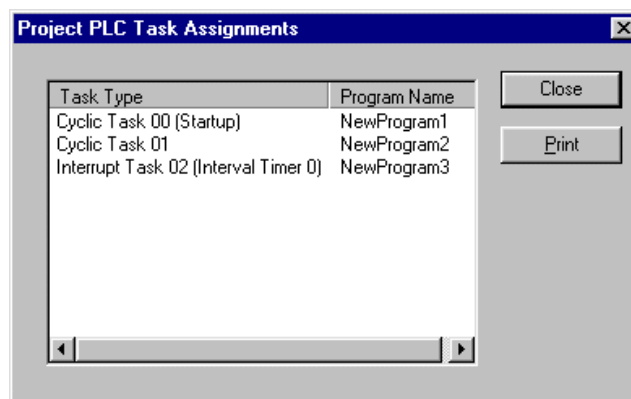 Project PLC Task Assignments
Task Type Program Name
Cyclic Task 00 (Startup) NewProgram1
Cyclic Task 01 NewProgram2
Interrupt Task 02 (Interval Timer 0) NewProgram3
Close
Print